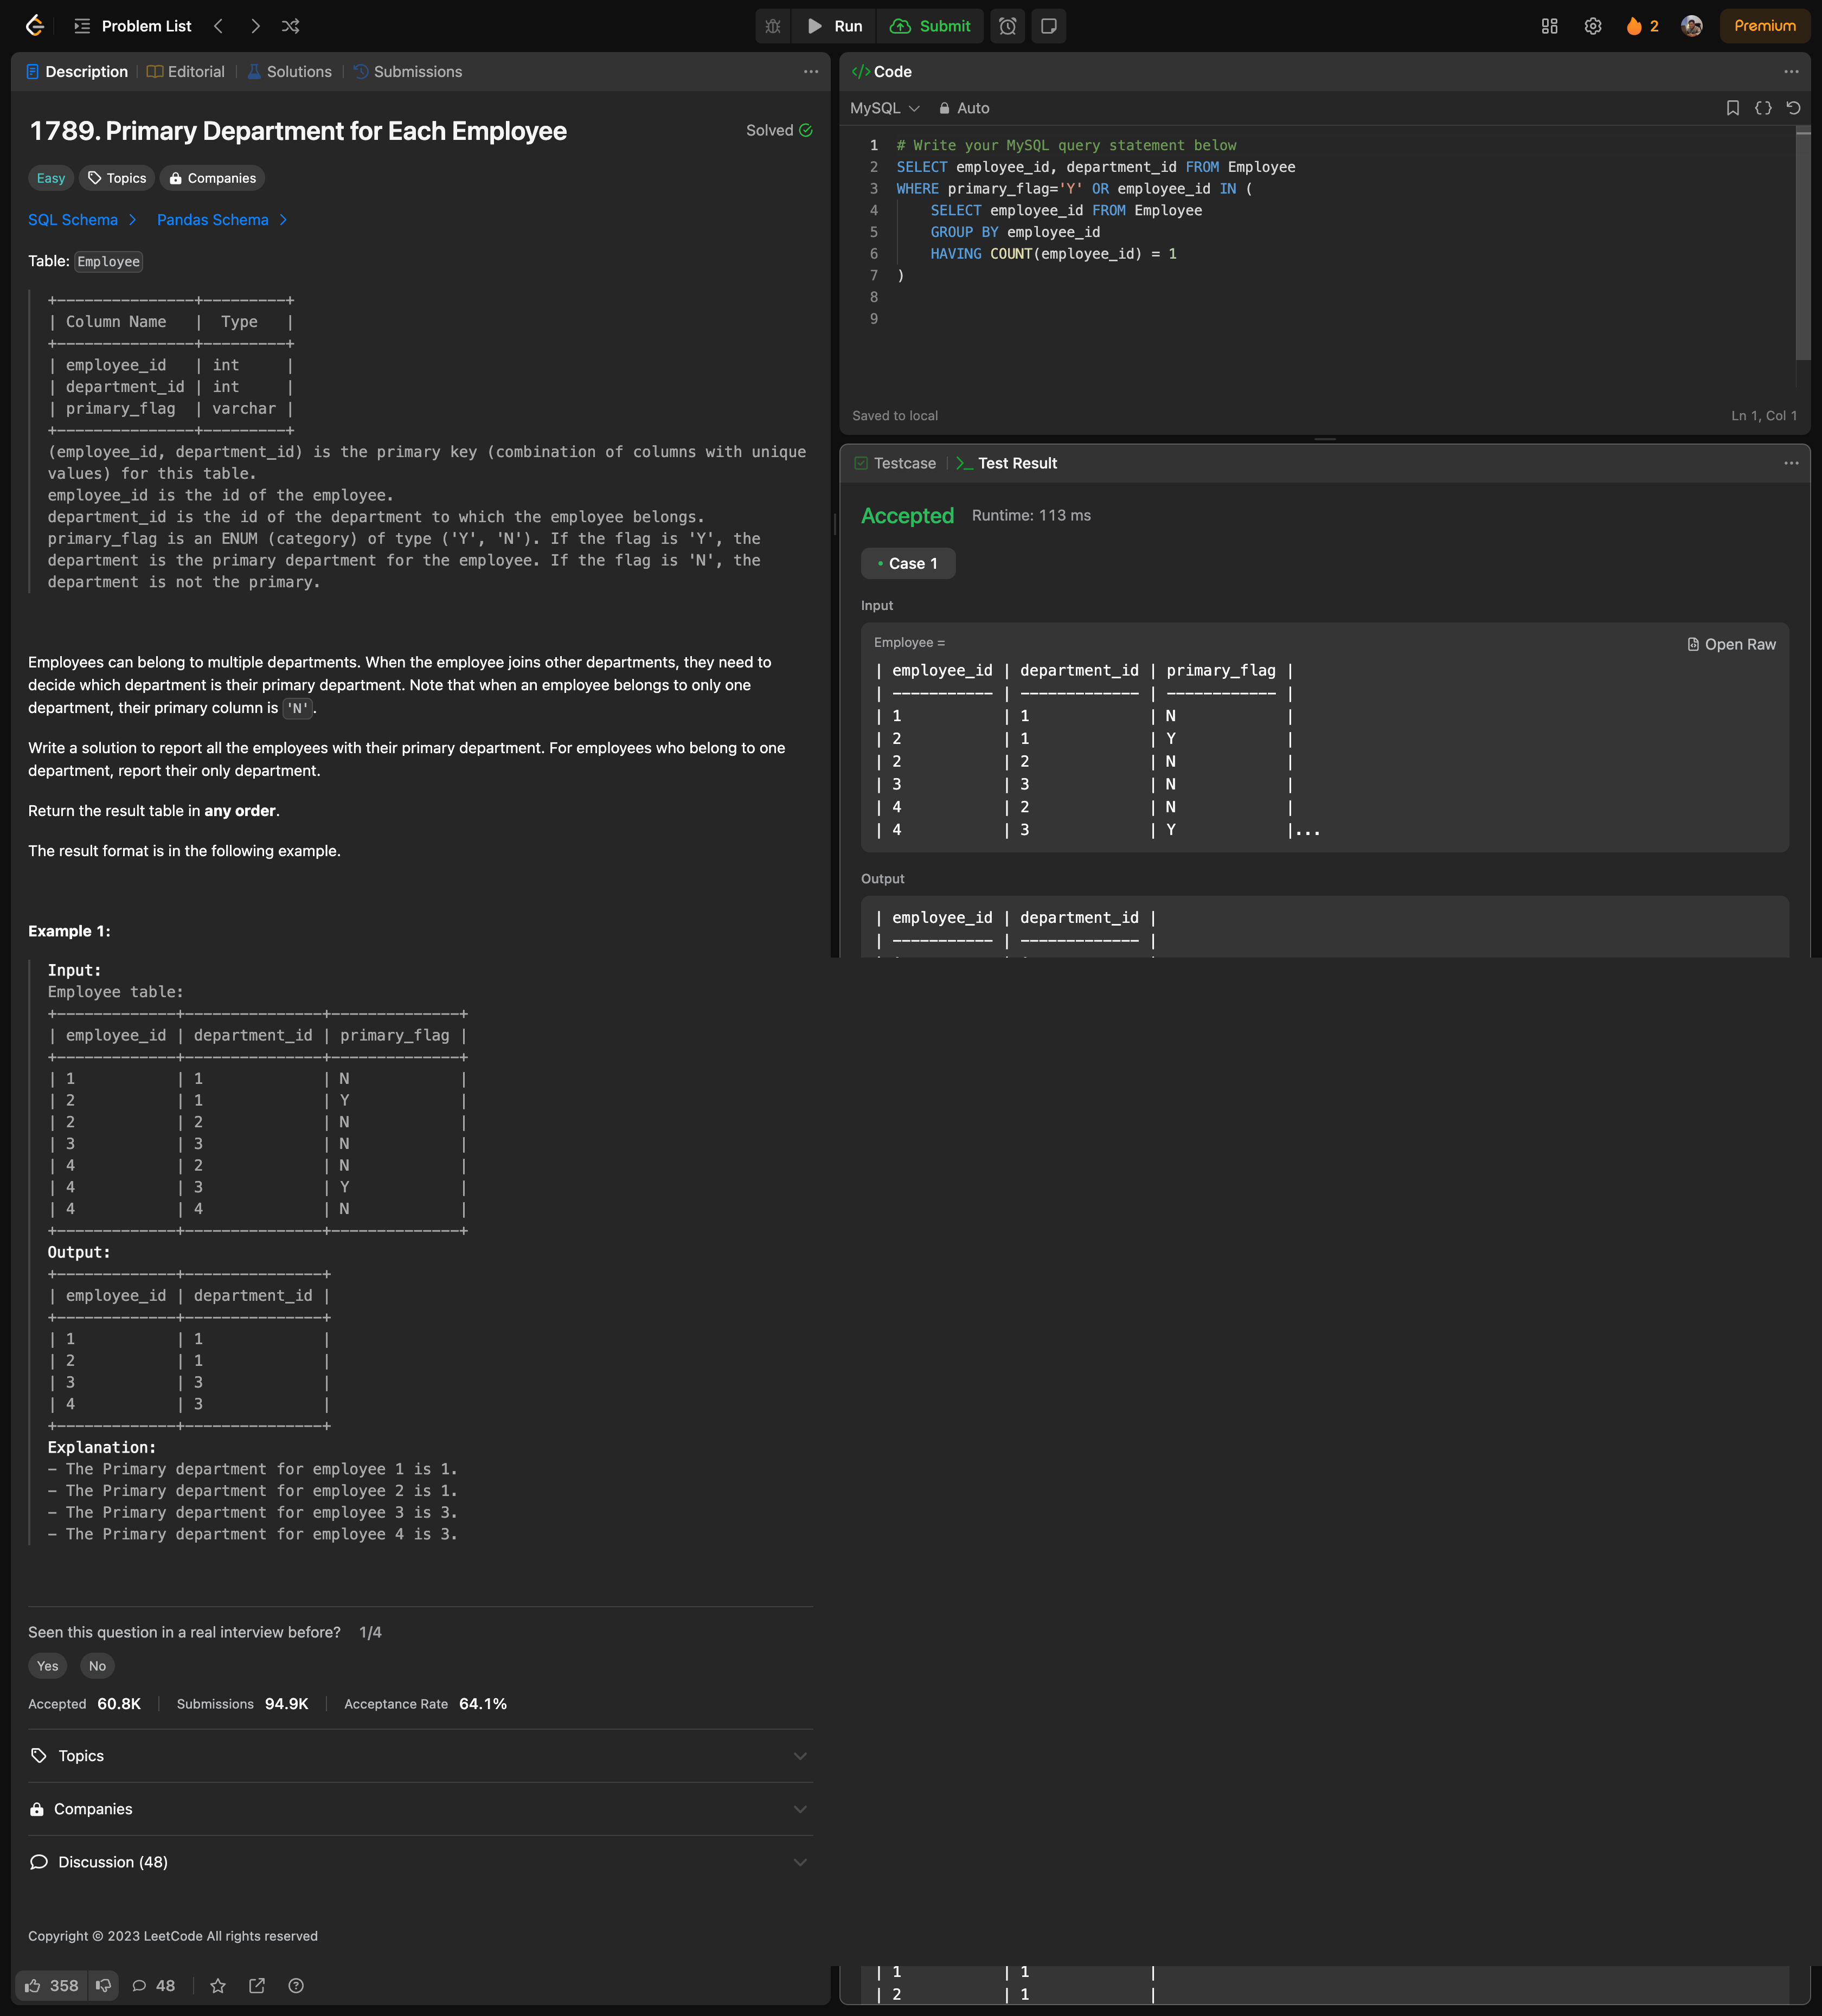 Problem List
Run
Submit
2
Premium
Description
Editorial
Solutions
Submissions
1789. Primary Department for Each Employee
Solved
Easy
Topics
Companies
SQL Schema
Pandas Schema
Table: Employee
+---------------+---------+
| Column Name   |  Type   |
+---------------+---------+
| employee_id   | int     |
| department_id | int     |
| primary_flag  | varchar |
+---------------+---------+
(employee_id, department_id) is the primary key (combination of columns with unique
values) for this table.
employee_id is the id of the employee.
department_id is the id of the department to which the employee belongs.
primary_flag is an ENUM (category) of type ('Y', 'N'). If the flag is 'Y', the
department is the primary department for the employee. If the flag is 'N', the
department is not the primary.
Employees can belong to multiple departments. When the employee joins other departments, they need to
decide which department is their primary department. Note that when an employee belongs to only one
department, their primary column is 'N'.
Write a solution to report all the employees with their primary department. For employees who belong to one
department, report their only department.
Return the result table in any order.
The result format is in the following example.
Example 1:
Input:
Employee table:
+-------------+---------------+--------------+
| employee_id | department_id | primary_flag |
+-------------+---------------+--------------+
| 1           | 1             | N            |
| 2           | 1             | Y            |
| 2           | 2             | N            |
| 3           | 3             | N            |
| 4           | 2             | N            |
| 4           | 3             | Y            |
| 4           | 4             | N            |
+-------------+---------------+--------------+
Output:
+-------------+---------------+
| employee_id | department_id |
+-------------+---------------+
| 1           | 1             |
| 2           | 1             |
| 3           | 3             |
| 4           | 3             |
+-------------+---------------+
Explanation:
- The Primary department for employee 1 is 1.
- The Primary department for employee 2 is 1.
- The Primary department for employee 3 is 3.
- The Primary department for employee 4 is 3.
Seen this question in a real interview before? 1/4
Yes No
Accepted 60.8K Submissions 94.9K Acceptance Rate 64.1%
Topics
Companies
Discussion (48)
Copyright © 2023 LeetCode All rights reserved
358
48
</> Code
MySQL
Auto
1 # Write your MySQL query statement below
2 SELECT employee_id, department_id FROM Employee
3 WHERE primary_flag='Y' OR employee_id IN (
4     SELECT employee_id FROM Employee
5     GROUP BY employee_id
6     HAVING COUNT(employee_id) = 1
7 )
8
9
Saved to local
Ln 1, Col 1
Testcase
>_ Test Result
Accepted Runtime: 113 ms
• Case 1
Input
Employee =
Open Raw
| employee_id | department_id | primary_flag |
| ----------- | ------------- | ------------ |
| 1           | 1             | N            |
| 2           | 1             | Y            |
| 2           | 2             | N            |
| 3           | 3             | N            |
| 4           | 2             | N            |
| 4           | 3             | Y            |...
Output
| employee_id | department_id |
| ----------- | ------------- |
| 1           | 1             |
| 2           | 1             |